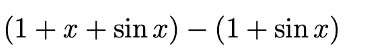 (1 + x + sin x) − (1 + sin x)